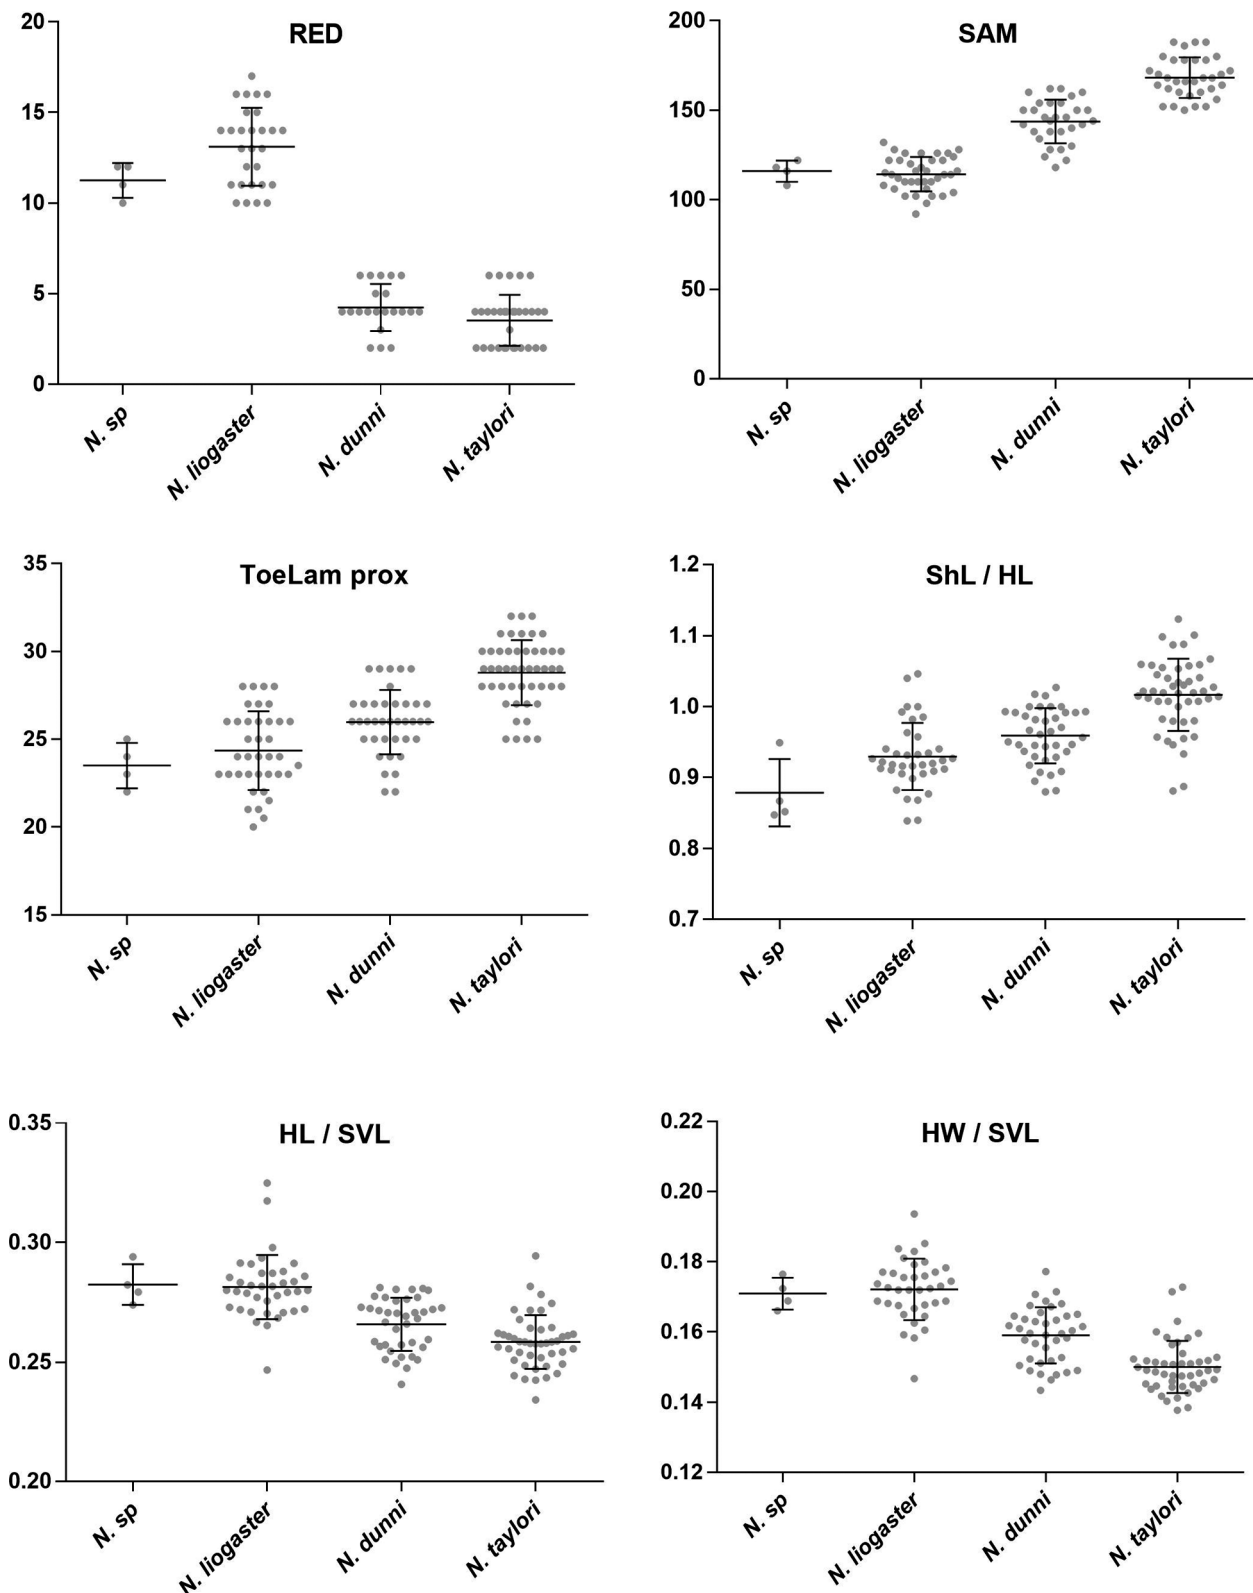 RED
20
15
10
5
0
N. sp
N. liogaster
N. dunni
N. taylori
SAM
200
150
100
50
0
N. sp
N. liogaster
N. dunni
N. taylori
ToeLam prox
35
30
25
20
15
N. sp
N. liogaster
N. dunni
N. taylori
ShL / HL
1.2
1.1
1.0
0.9
0.8
0.7
N. sp
N. liogaster
N. dunni
N. taylori
HL / SVL
0.35
0.30
0.25
0.20
N. sp
N. liogaster
N. dunni
N. taylori
HW / SVL
0.22
0.20
0.18
0.16
0.14
0.12
N. sp
N. liogaster
N. dunni
N. taylori